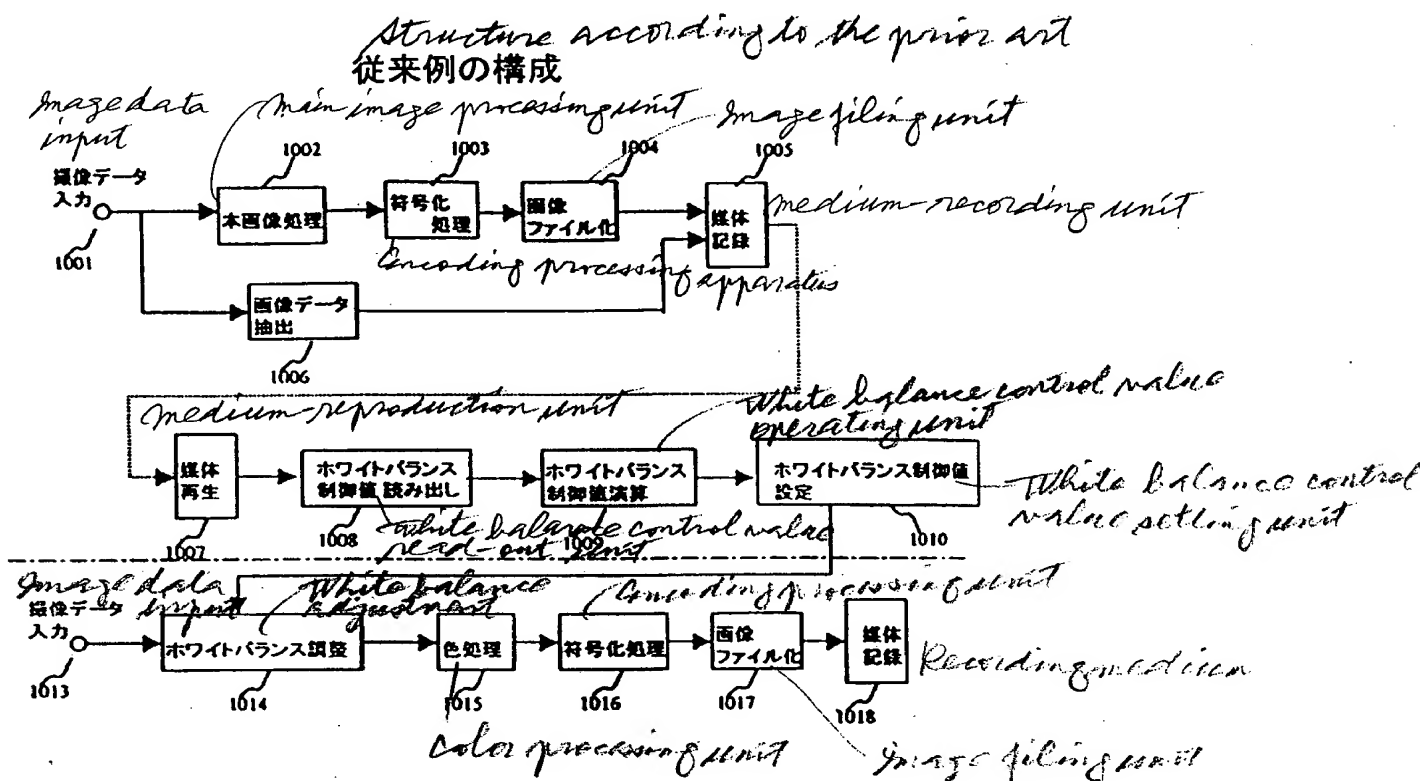 Structure according to the prior art
従来例の構成
Image data
input
Main image processing unit
Image filing unit
1002
1003
1004
1005
撮像データ
入力
本画像処理
符号化
処理
画像
ファイル化
媒体
記録
Medium-recording unit
1001
Encoding processing apparatus
画像データ
抽出
1006
Medium-reproduction unit
White balance control value
operating unit
媒体
再生
ホワイトバランス
制御値読み出し
ホワイトバランス
制御値演算
ホワイトバランス制御値
設定
White balance control
value setting unit
1007
1008
White balance control value
read-out unit
1009
1010
Image data
input
White balance
adjustment
Encoding processing unit
撮像データ
入力
ホワイトバランス調整
色処理
符号化処理
画像
ファイル化
媒体
記録
Recording medium
1013
1014
1015
1016
1017
1018
Color processing unit
Image filing unit